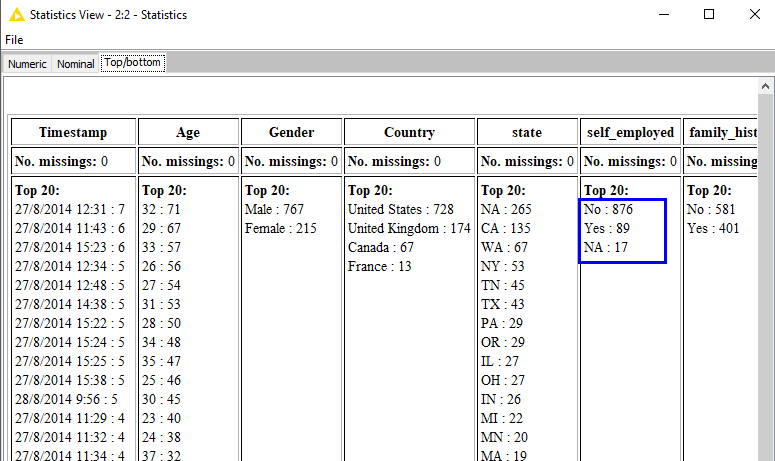 Statistics View - 2:2 - Statistics
File
Numeric Nominal Top/bottom
Timestamp Age Gender Country state self_employed family_hist
No. missings: 0 No. missings: 0 No. missings: 0 No. missings: 0 No. missings: 0 No. missings: 0 No. missings:
Top 20: Top 20: Top 20: Top 20: Top 20: Top 20: Top 20:
27/8/2014 12:31 : 7 32 : 71 Male : 767 United States : 728 NA : 265 No : 876 No : 581
27/8/2014 11:43 : 6 29 : 67 Female : 215 United Kingdom : 174 CA : 135 Yes : 89 Yes : 401
27/8/2014 15:23 : 6 33 : 57 Canada : 67 WA : 67 NA : 17
27/8/2014 12:34 : 5 26 : 56 France : 13 NY : 53
27/8/2014 12:48 : 5 27 : 54 TN : 45
27/8/2014 14:38 : 5 31 : 53 TX : 43
27/8/2014 15:22 : 5 28 : 50 PA : 29
27/8/2014 15:24 : 5 34 : 48 OR : 29
27/8/2014 15:25 : 5 35 : 47 IL : 27
27/8/2014 15:38 : 5 25 : 46 OH : 27
28/8/2014 9:56 : 5 30 : 45 IN : 26
27/8/2014 11:29 : 4 23 : 40 MI : 22
27/8/2014 11:32 : 4 24 : 38 MN : 20
27/8/2014 11:34 : 4 37 : 32 MA : 19